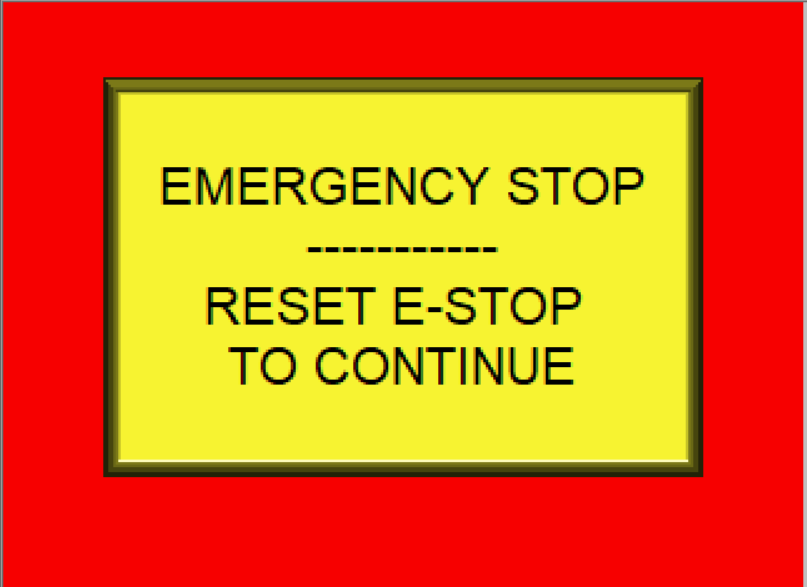 EMERGENCY STOP
-----------
RESET E-STOP
TO CONTINUE